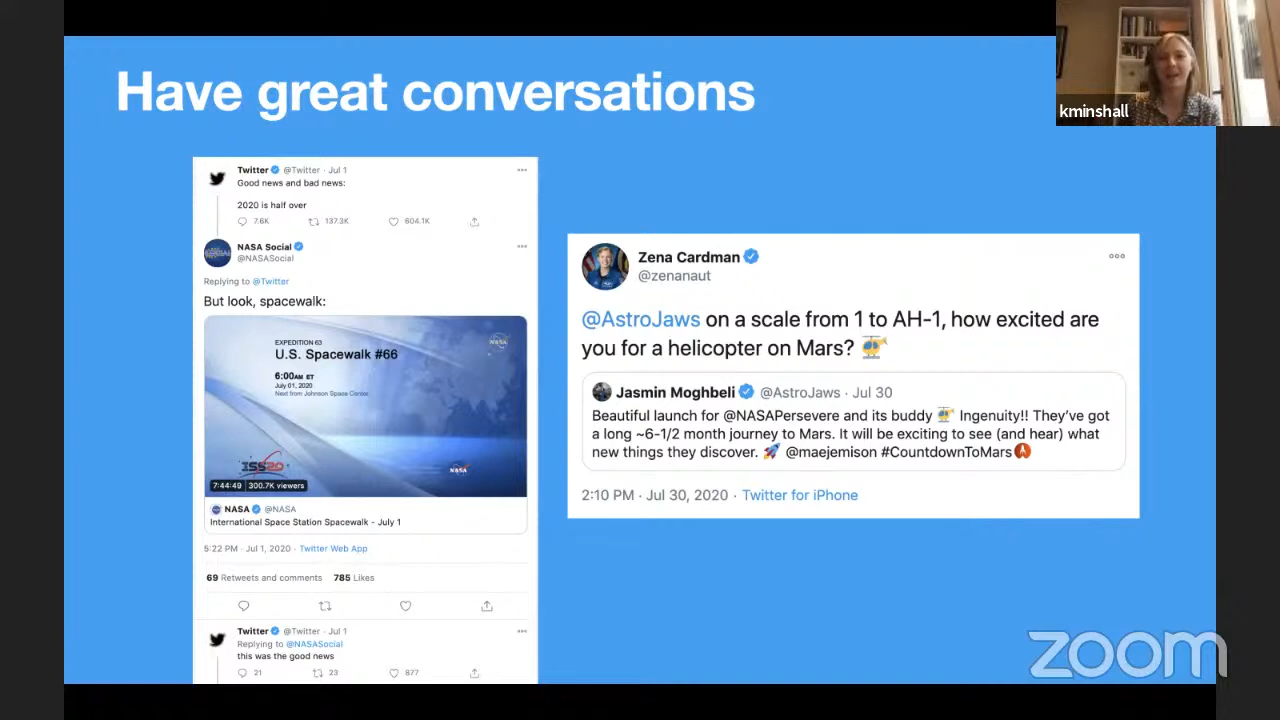 Have great conversations
kminshall
Twitter @Twitter · Jul 1
Good news and bad news:
2020 is half over
7.6K 137.3K 604.1K
NASA Social
@NASASocial
Replying to @Twitter
But look, spacewalk:
EXPEDITION 63
U.S. Spacewalk #66
6:00AM ET
July 01, 2020
Next from Johnson Space Center
NASA
ISS20
NASA
7:44:49 300.7K viewers
NASA @NASA
International Space Station Spacewalk - July 1
5:22 PM · Jul 1, 2020 · Twitter Web App
69 Retweets and comments 785 Likes
Twitter @Twitter · Jul 1
Replying to @NASASocial
this was the good news
21 23 877
Zena Cardman
@zenanaut
@AstroJaws on a scale from 1 to AH-1, how excited are
you for a helicopter on Mars? 🚁
Jasmin Moghbeli @AstroJaws · Jul 30
Beautiful launch for @NASAPersevere and its buddy 🚁 Ingenuity!! They've got
a long ~6-1/2 month journey to Mars. It will be exciting to see (and hear) what
new things they discover. 🚀 @maejemison #CountdownToMars
2:10 PM · Jul 30, 2020 · Twitter for iPhone
zoom